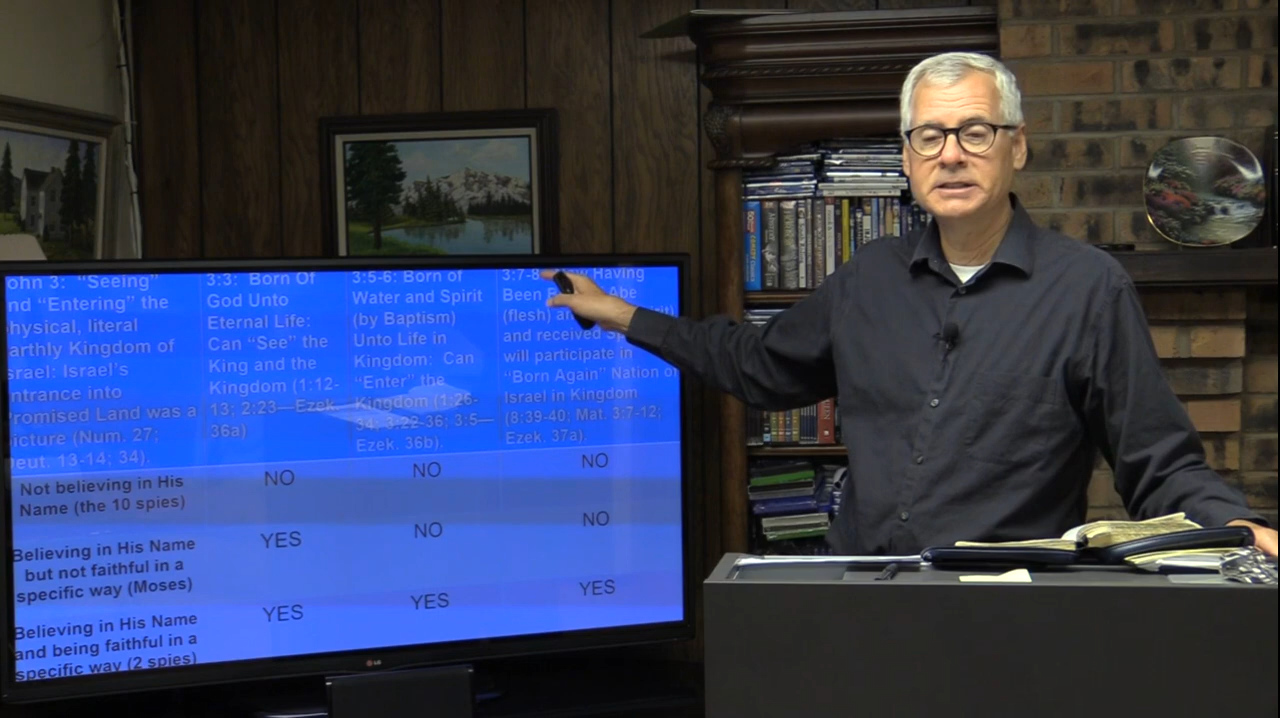 ohn 3: "Seeing"
nd "Entering" the
hysical, literal
arthly Kingdom of
srael: Israel's
ntrance into
romised Land was a
icture (Num. 27;
eut. 13-14; 34).
3:3: Born Of
God Unto
Eternal Life:
Can "See" the
King and the
Kingdom (1:12-
13; 2:23—Ezek.
36a)
3:5-6: Born of
Water and Spirit
(by Baptism)
Unto Life in
Kingdom: Can
"Enter" the
Kingdom (1:26-
34; 3:22-36; 3:5—
Ezek. 36b).
3:7-8 Having
Been Abe
(flesh)
and received
will participate in
"Born Again" Nation of
Israel in Kingdom
(8:39-40; Mat. 3:7-12;
Ezek. 37a).
Not believing in His
Name (the 10 spies)
NO
NO
NO
Believing in His Name
but not faithful in a
specific way (Moses)
YES
NO
NO
Believing in His Name
and being faithful in a
specific way (2 spies)
YES
YES
YES
LG